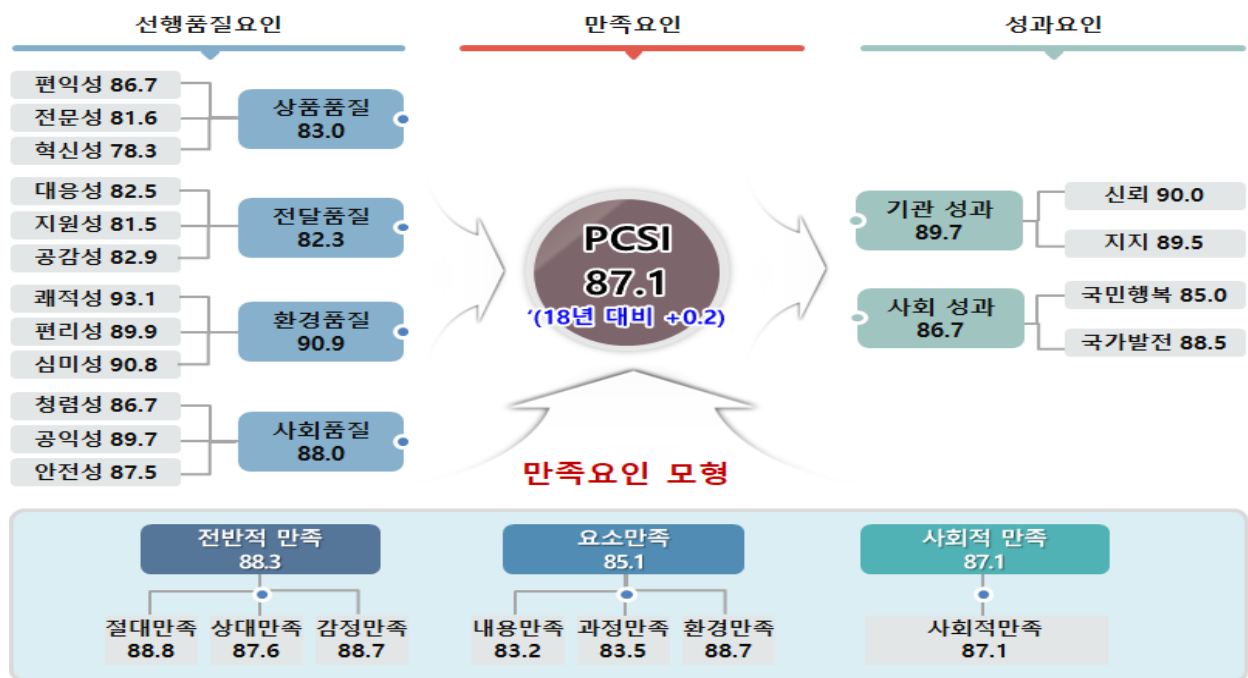 선행품질요인
만족요인
성과요인
편익성 86.7
전문성 81.6
혁신성 78.3
상품품질
83.0
대응성 82.5
지원성 81.5
공감성 82.9
전달품질
82.3
쾌적성 93.1
편리성 89.9
심미성 90.8
환경품질
90.9
청렴성 86.7
공익성 89.7
안전성 87.5
사회품질
88.0
PCSI
87.1
‘(18년 대비 +0.2)
기관 성과
89.7
신뢰 90.0
지지 89.5
사회 성과
86.7
국민행복 85.0
국가발전 88.5
만족요인 모형
전반적 만족
88.3
절대만족 상대만족 감정만족
88.8 87.6 88.7
요소만족
85.1
내용만족 과정만족 환경만족
83.2 83.5 88.7
사회적 만족
87.1
사회적만족
87.1